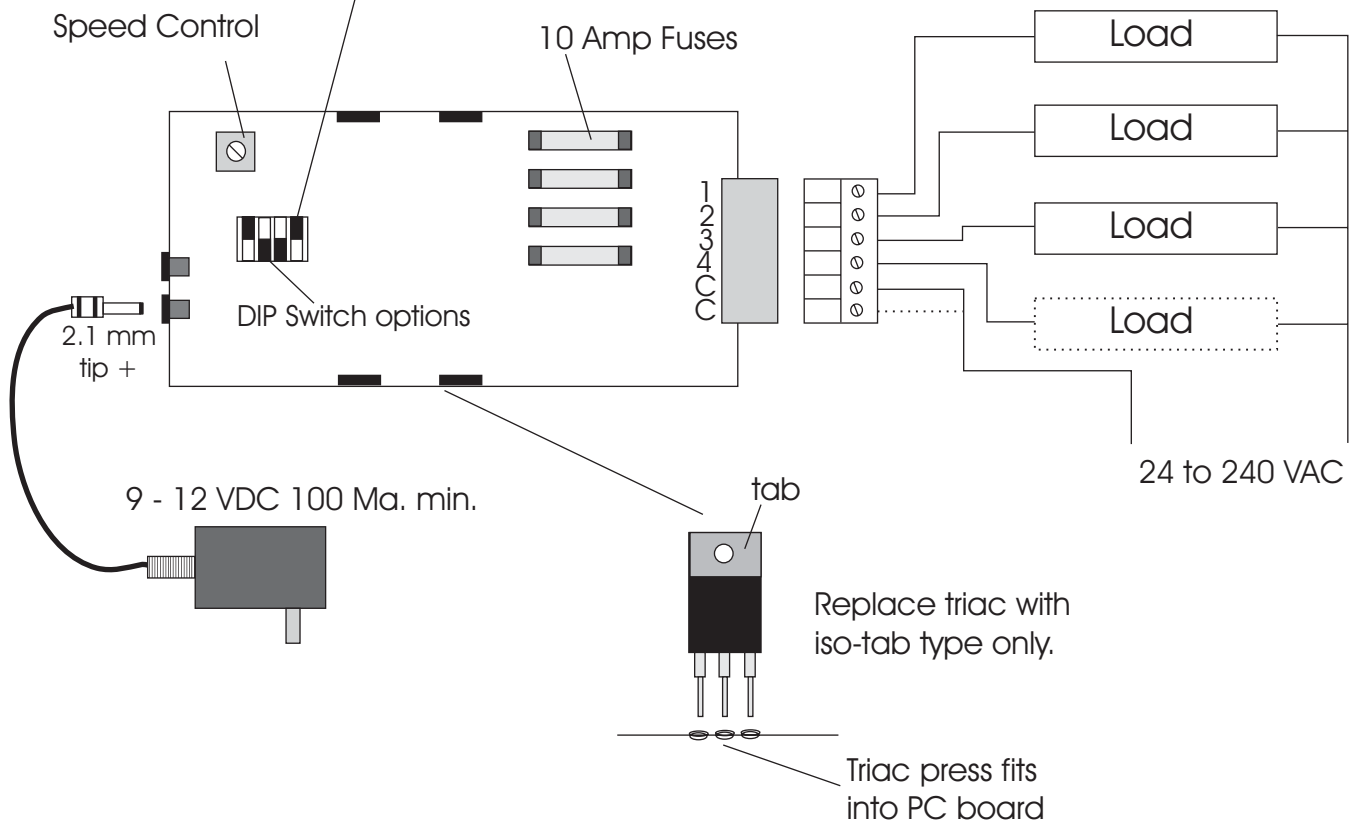 Speed Control
10 Amp Fuses
Load
Load
Load
Load
1
2
3
4
C
C
DIP Switch options
2.1 mm
tip +
24 to 240 VAC
9 - 12 VDC 100 Ma. min.
tab
Replace triac with
iso-tab type only.
Triac press fits
into PC board